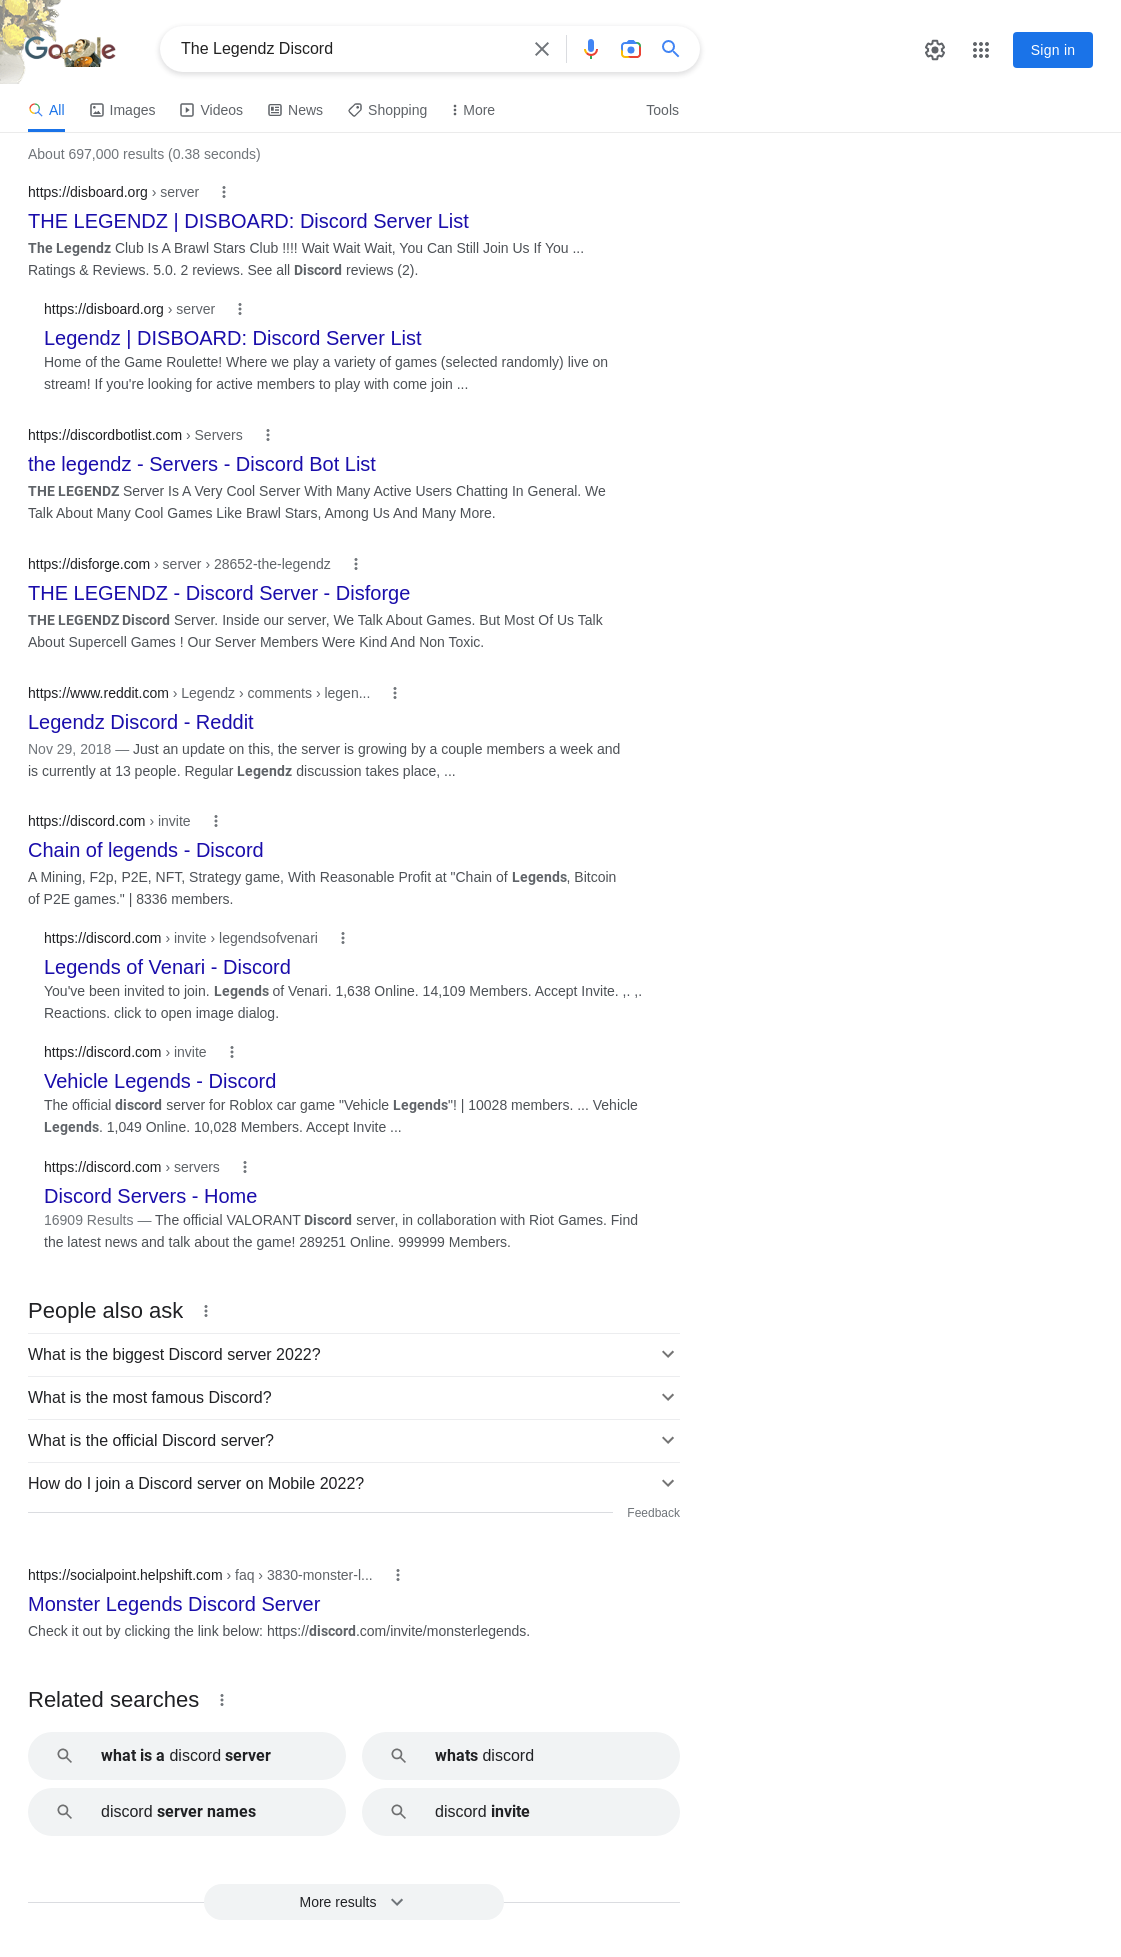 Google
The Legendz Discord
Sign in
All
Images
Videos
News
Shopping
More
Tools
About 697,000 results (0.38 seconds)
https://disboard.org › server
THE LEGENDZ | DISBOARD: Discord Server List
The Legendz Club Is A Brawl Stars Club !!!! Wait Wait Wait, You Can Still Join Us If You ...
Ratings & Reviews. 5.0. 2 reviews. See all Discord reviews (2).
https://disboard.org › server
Legendz | DISBOARD: Discord Server List
Home of the Game Roulette! Where we play a variety of games (selected randomly) live on
stream! If you're looking for active members to play with come join ...
https://discordbotlist.com › Servers
the legendz - Servers - Discord Bot List
THE LEGENDZ Server Is A Very Cool Server With Many Active Users Chatting In General. We
Talk About Many Cool Games Like Brawl Stars, Among Us And Many More.
https://disforge.com › server › 28652-the-legendz
THE LEGENDZ - Discord Server - Disforge
THE LEGENDZ Discord Server. Inside our server, We Talk About Games. But Most Of Us Talk
About Supercell Games ! Our Server Members Were Kind And Non Toxic.
https://www.reddit.com › Legendz › comments › legen...
Legendz Discord - Reddit
Nov 29, 2018 — Just an update on this, the server is growing by a couple members a week and
is currently at 13 people. Regular Legendz discussion takes place, ...
https://discord.com › invite
Chain of legends - Discord
A Mining, F2p, P2E, NFT, Strategy game, With Reasonable Profit at "Chain of Legends, Bitcoin
of P2E games." | 8336 members.
https://discord.com › invite › legendsofvenari
Legends of Venari - Discord
You've been invited to join. Legends of Venari. 1,638 Online. 14,109 Members. Accept Invite. ,. ,.
Reactions. click to open image dialog.
https://discord.com › invite
Vehicle Legends - Discord
The official discord server for Roblox car game "Vehicle Legends"! | 10028 members. ... Vehicle
Legends. 1,049 Online. 10,028 Members. Accept Invite ...
https://discord.com › servers
Discord Servers - Home
16909 Results — The official VALORANT Discord server, in collaboration with Riot Games. Find
the latest news and talk about the game! 289251 Online. 999999 Members.
People also ask
What is the biggest Discord server 2022?
What is the most famous Discord?
What is the official Discord server?
How do I join a Discord server on Mobile 2022?
Feedback
https://socialpoint.helpshift.com › faq › 3830-monster-l...
Monster Legends Discord Server
Check it out by clicking the link below: https://discord.com/invite/monsterlegends.
Related searches
what is a discord server
whats discord
discord server names
discord invite
More results